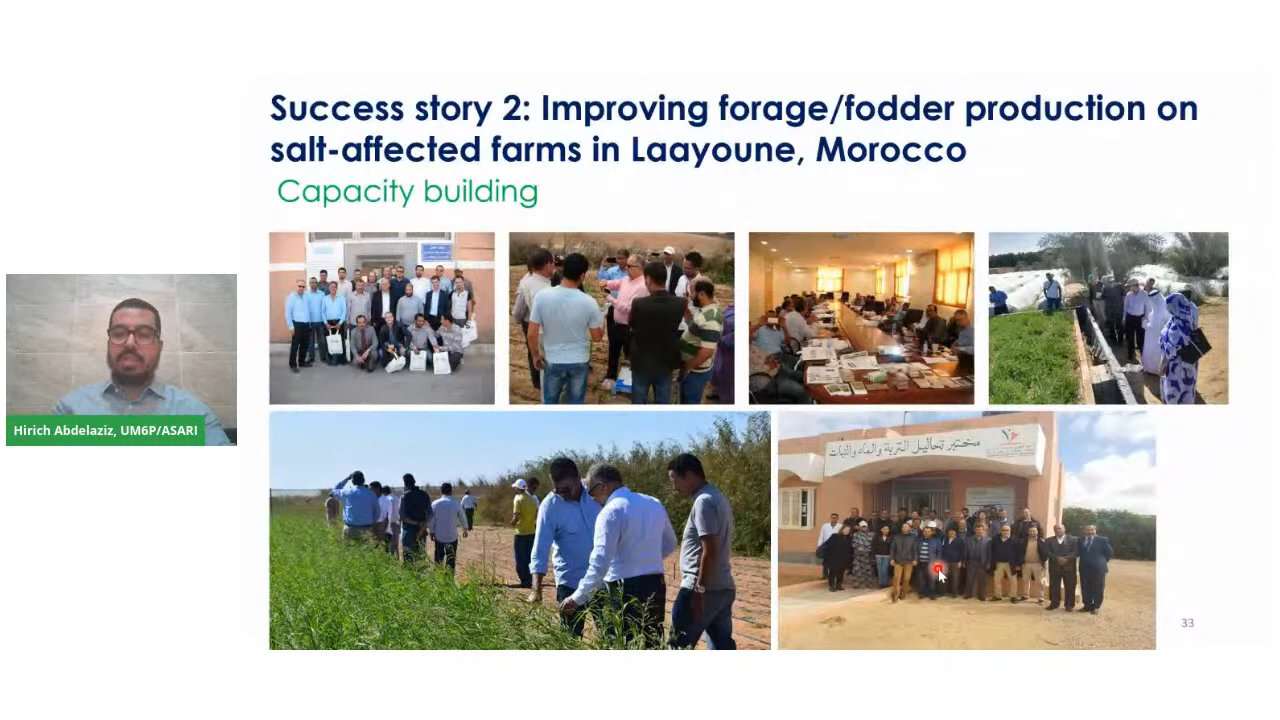 Success story 2: Improving forage/fodder production on
salt-affected farms in Laayoune, Morocco
Capacity building
Hirich Abdelaziz, UM6P/ASARI
مختبر تحاليل التربة والماء والنبات
33